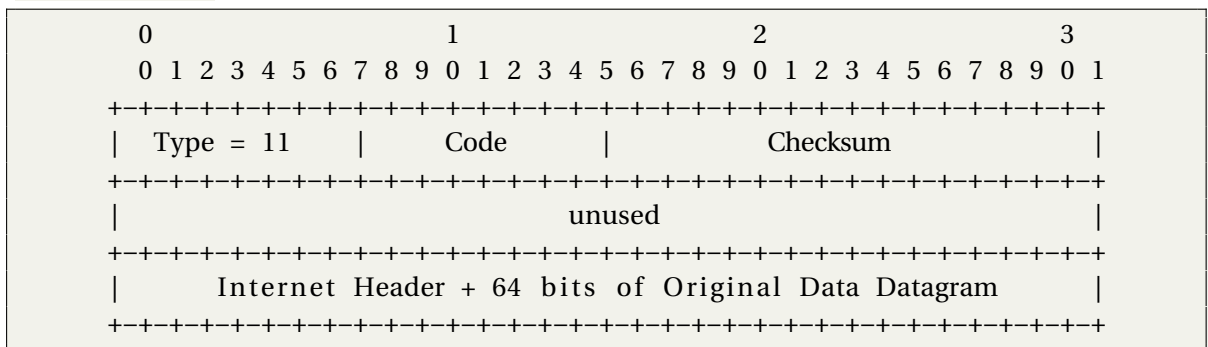 0                   1                   2                   3
0 1 2 3 4 5 6 7 8 9 0 1 2 3 4 5 6 7 8 9 0 1 2 3 4 5 6 7 8 9 0 1
+-+-+-+-+-+-+-+-+-+-+-+-+-+-+-+-+-+-+-+-+-+-+-+-+-+-+-+-+-+-+-+-+
| Type = 11 | Code | Checksum |
+-+-+-+-+-+-+-+-+-+-+-+-+-+-+-+-+-+-+-+-+-+-+-+-+-+-+-+-+-+-+-+-+
| unused |
+-+-+-+-+-+-+-+-+-+-+-+-+-+-+-+-+-+-+-+-+-+-+-+-+-+-+-+-+-+-+-+-+
| Internet Header + 64 bits of Original Data Datagram |
+-+-+-+-+-+-+-+-+-+-+-+-+-+-+-+-+-+-+-+-+-+-+-+-+-+-+-+-+-+-+-+-+